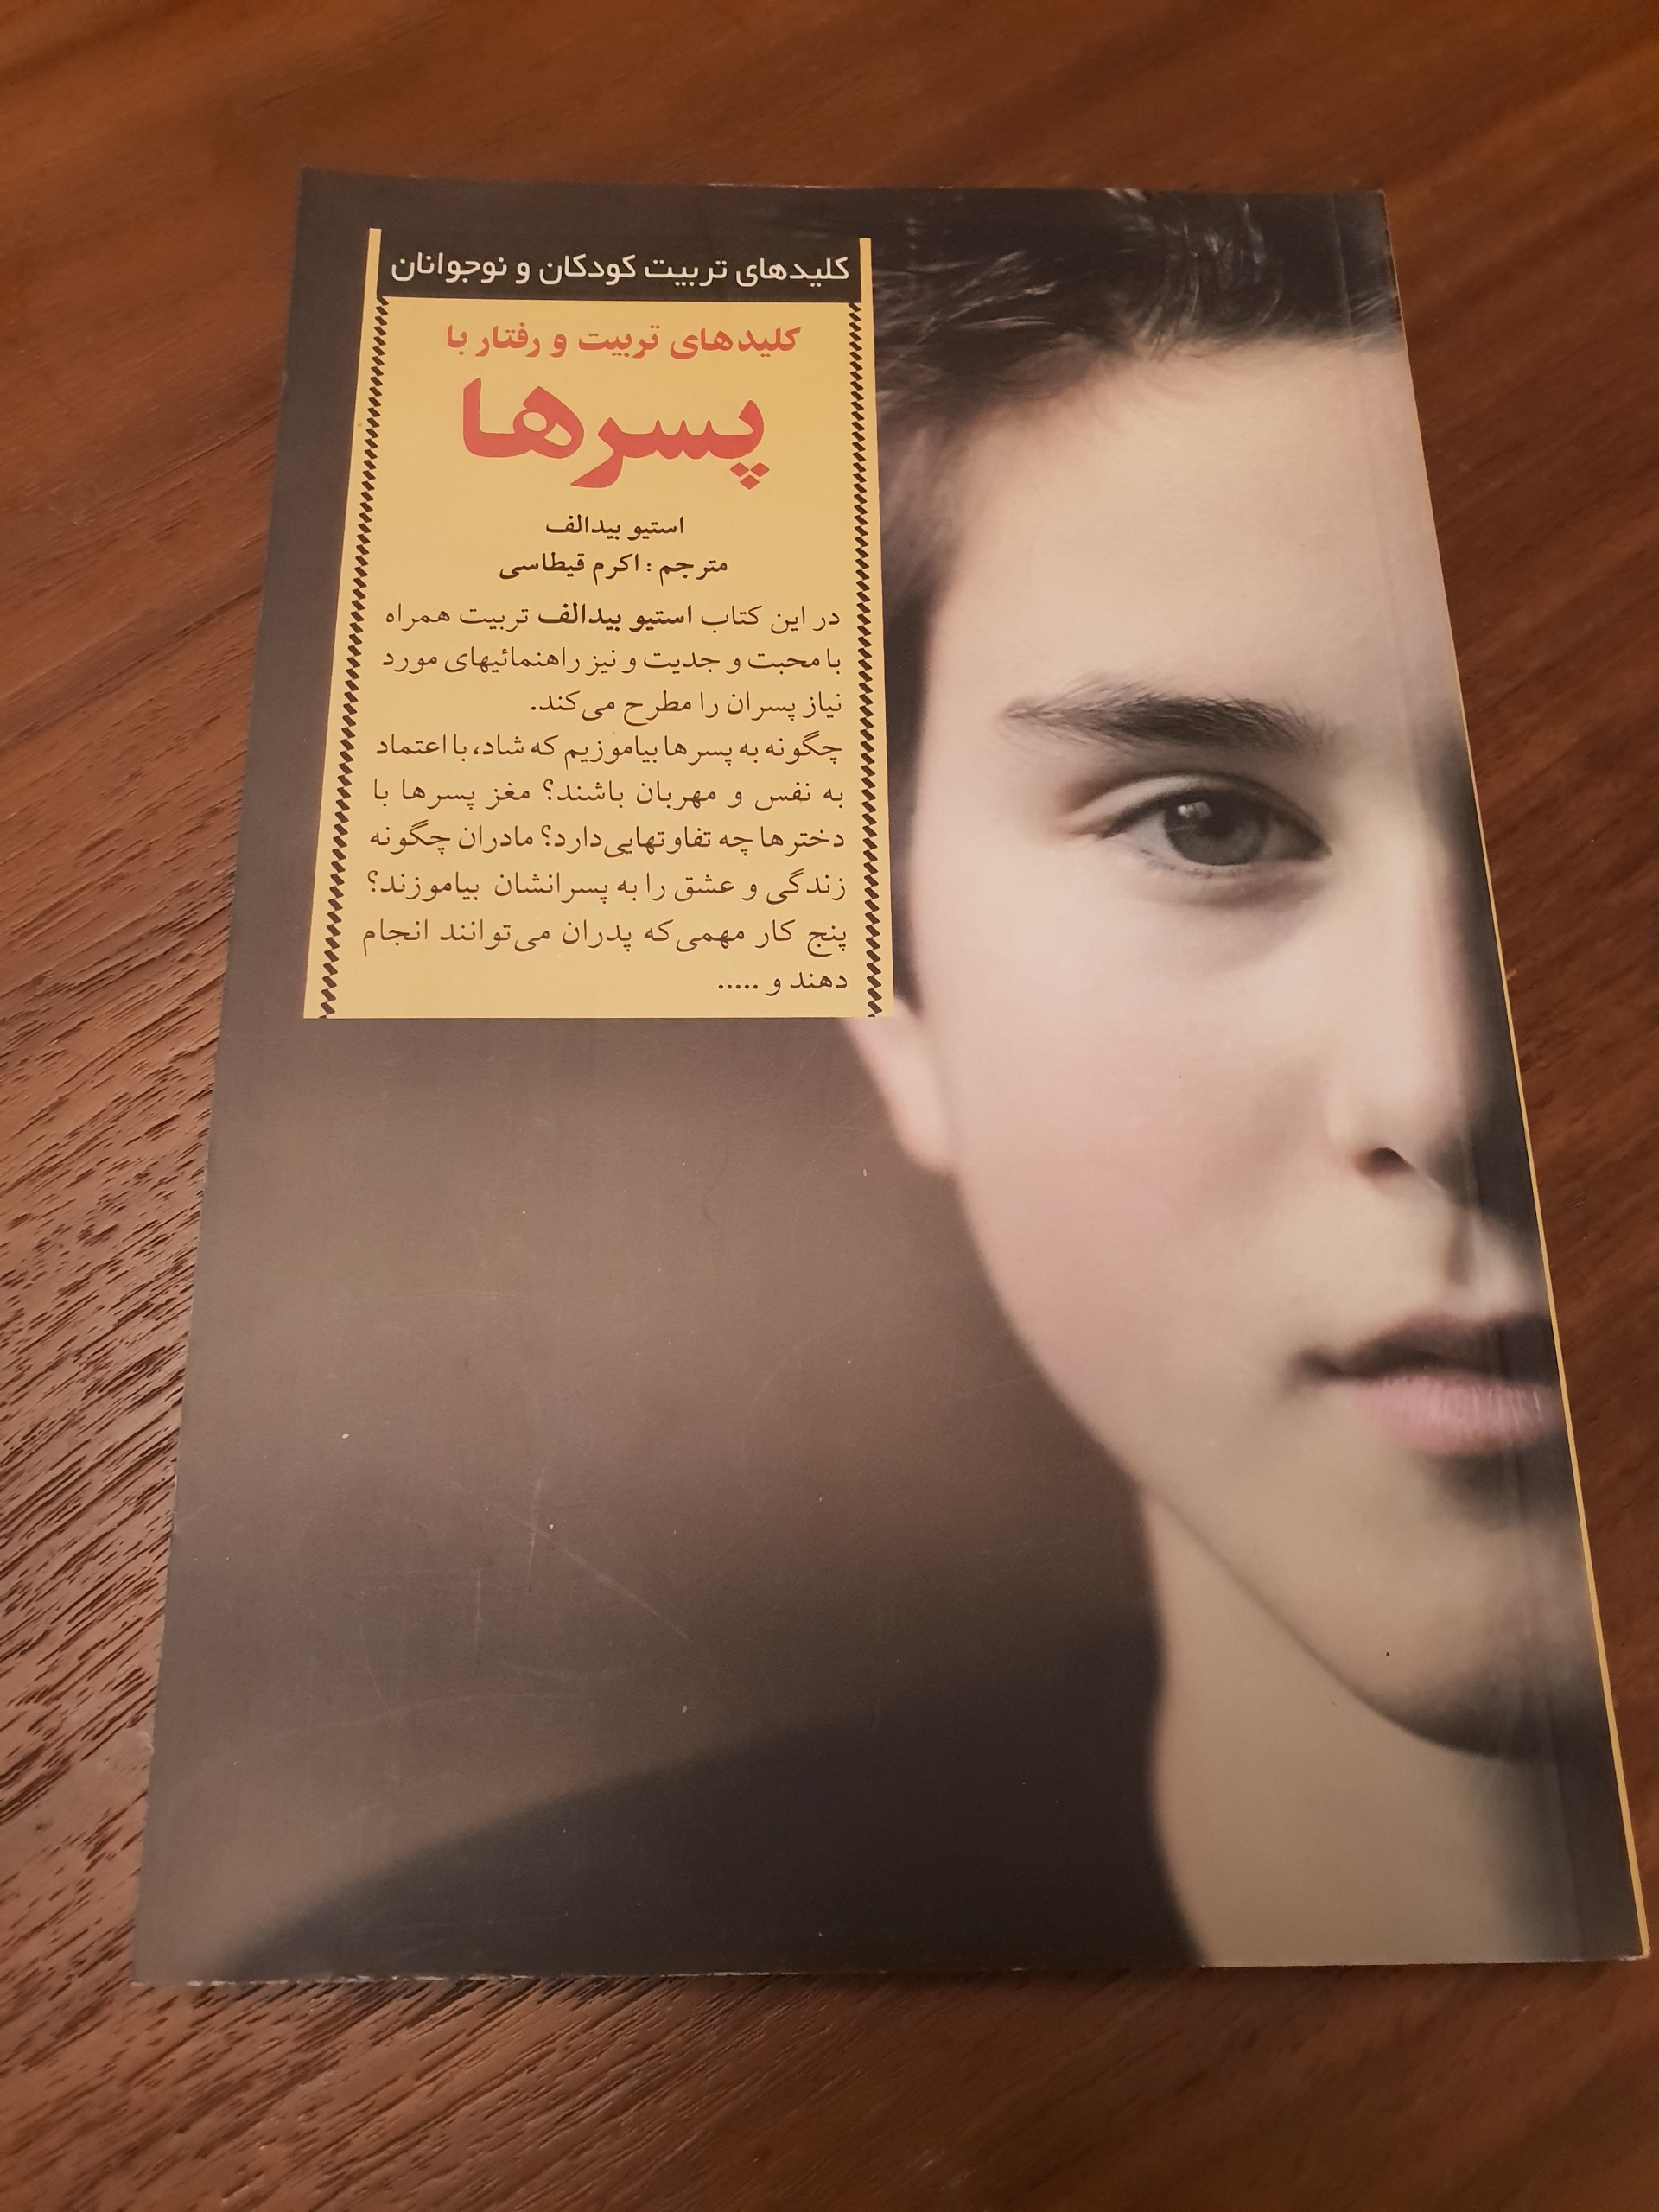 کلیدهای تربیت کودکان و نوجوانان
کلیدهای تربیت و رفتار با
پسرها
استیو بیدالف
مترجم : اکرم قیطاسی
در این کتاب استیو بیدالف تربیت همراه
با محبت و جدیت و نیز راهنمائیهای مورد
نیاز پسران را مطرح می‌کند.
چگونه به پسرها بیاموزیم که شاد، با اعتماد
به نفس و مهربان باشند؟ مغز پسرها با
دخترها چه تفاوتهایی‌دارد؟ مادران چگونه
زندگی و عشق را به پسرانشان بیاموزند؟
پنج کار مهمی‌که پدران می‌توانند انجام
دهند و .....